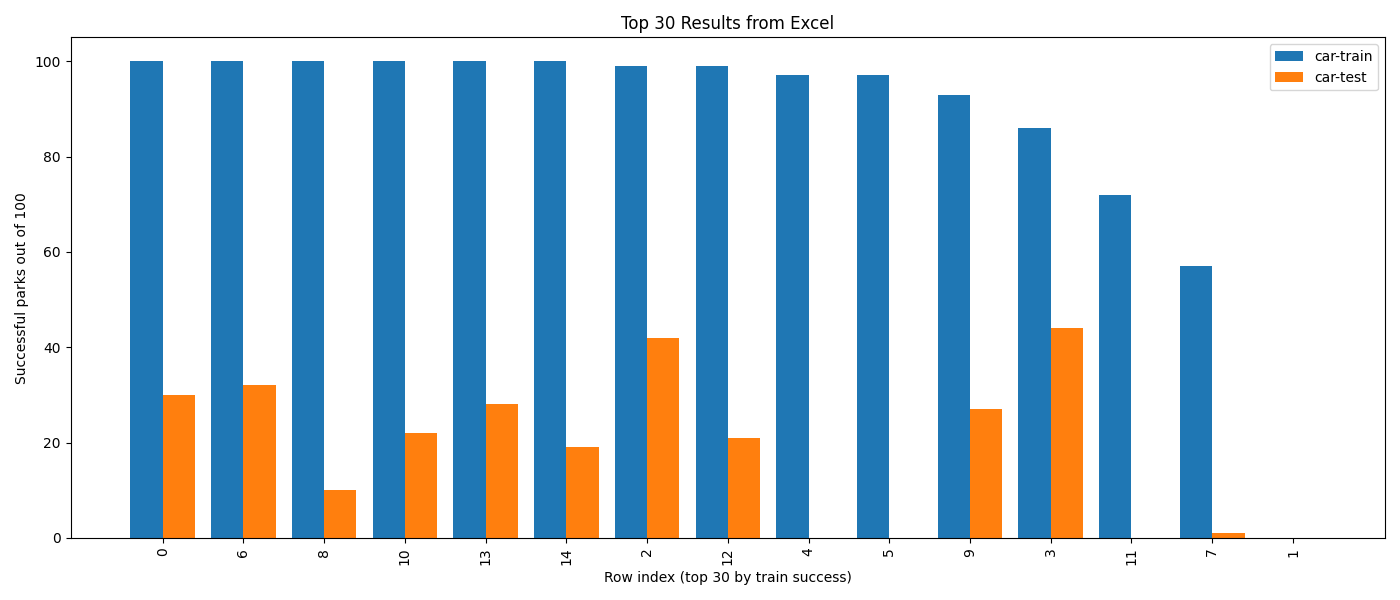 Top 30 Results from Excel
car-train
car-test
Successful parks out of 100
100
80
60
40
20
0
0 6 8 10 13 14 2 12 4 5 9 3 11 7 1
Row index (top 30 by train success)